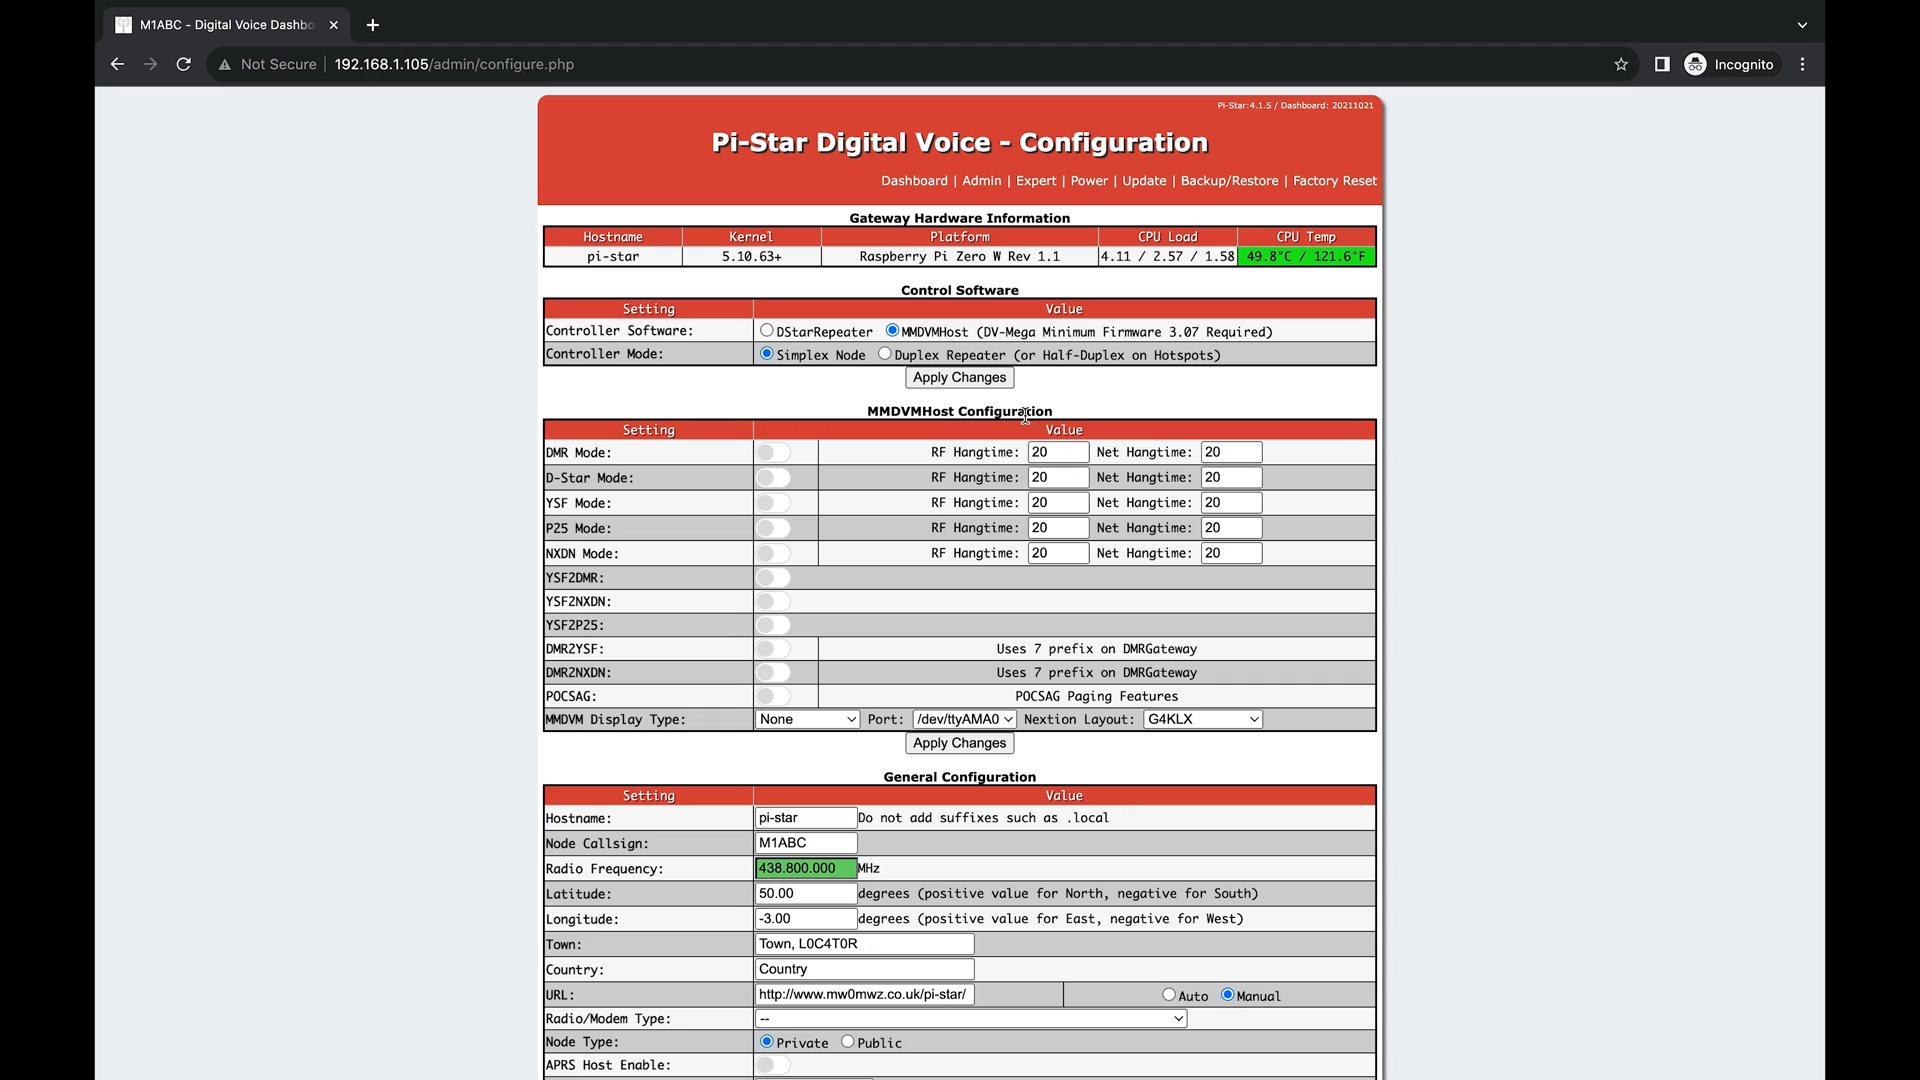 M1ABC - Digital Voice Dashbo
Not Secure | 192.168.1.105/admin/configure.php
Incognito
Pi-Star:4.1.5 / Dashboard: 20211021
Pi-Star Digital Voice - Configuration
Dashboard | Admin | Expert | Power | Update | Backup/Restore | Factory Reset
Gateway Hardware Information
Hostname Kernel Platform CPU Load CPU Temp
pi-star 5.10.63+ Raspberry Pi Zero W Rev 1.1 4.11 / 2.57 / 1.58 49.8°C / 121.6°F
Control Software
Setting Value
Controller Software: DStarRepeater MMDVMHost (DV-Mega Minimum Firmware 3.07 Required)
Controller Mode: Simplex Node Duplex Repeater (or Half-Duplex on Hotspots)
Apply Changes
MMDVMHost Configuration
Setting Value
DMR Mode: RF Hangtime: 20 Net Hangtime: 20
D-Star Mode: RF Hangtime: 20 Net Hangtime: 20
YSF Mode: RF Hangtime: 20 Net Hangtime: 20
P25 Mode: RF Hangtime: 20 Net Hangtime: 20
NXDN Mode: RF Hangtime: 20 Net Hangtime: 20
YSF2DMR:
YSF2NXDN:
YSF2P25:
DMR2YSF: Uses 7 prefix on DMRGateway
DMR2NXDN: Uses 7 prefix on DMRGateway
POCSAG: POCSAG Paging Features
MMDVM Display Type: None Port: /dev/ttyAMA0 Nextion Layout: G4KLX
Apply Changes
General Configuration
Setting Value
Hostname: pi-star Do not add suffixes such as .local
Node Callsign: M1ABC
Radio Frequency: 438.800.000 MHz
Latitude: 50.00 degrees (positive value for North, negative for South)
Longitude: -3.00 degrees (positive value for East, negative for West)
Town: Town, L0C4T0R
Country: Country
URL: http://www.mw0mwz.co.uk/pi-star/ Auto Manual
Radio/Modem Type: --
Node Type: Private Public
APRS Host Enable: